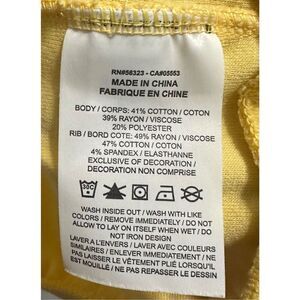 RN#56323 - CA#05553
MADE IN CHINA
FABRIQUE EN CHINE
BODY / CORPS: 41% COTTON / COTON
39% RAYON / VISCOSE
20% POLYESTER
RIB / BORD COTE: 49% RAYON / VISCOSE
47% COTTON / COTON
4% SPANDEX / ELASTHANNE
EXCLUSIVE OF DECORATION /
DECORATION NON COMPRISE
30C
WASH INSIDE OUT / WASH WITH LIKE
COLORS / REMOVE IMMEDIATELY / DO NOT
ALLOW TO LAY ON ITSELF WHEN WET / DO
NOT IRON DESIGN
LAVER A L'ENVERS / LAVER AVEC COULEURS
SIMILAIRES / ENLEVER IMMEDIATEMENT / NE
PAS LAISSER LE VÊTEMENT PLIÉ LORSQU'IL
EST MOUILLÉ / NE PAS REPASSER LE DESSIN